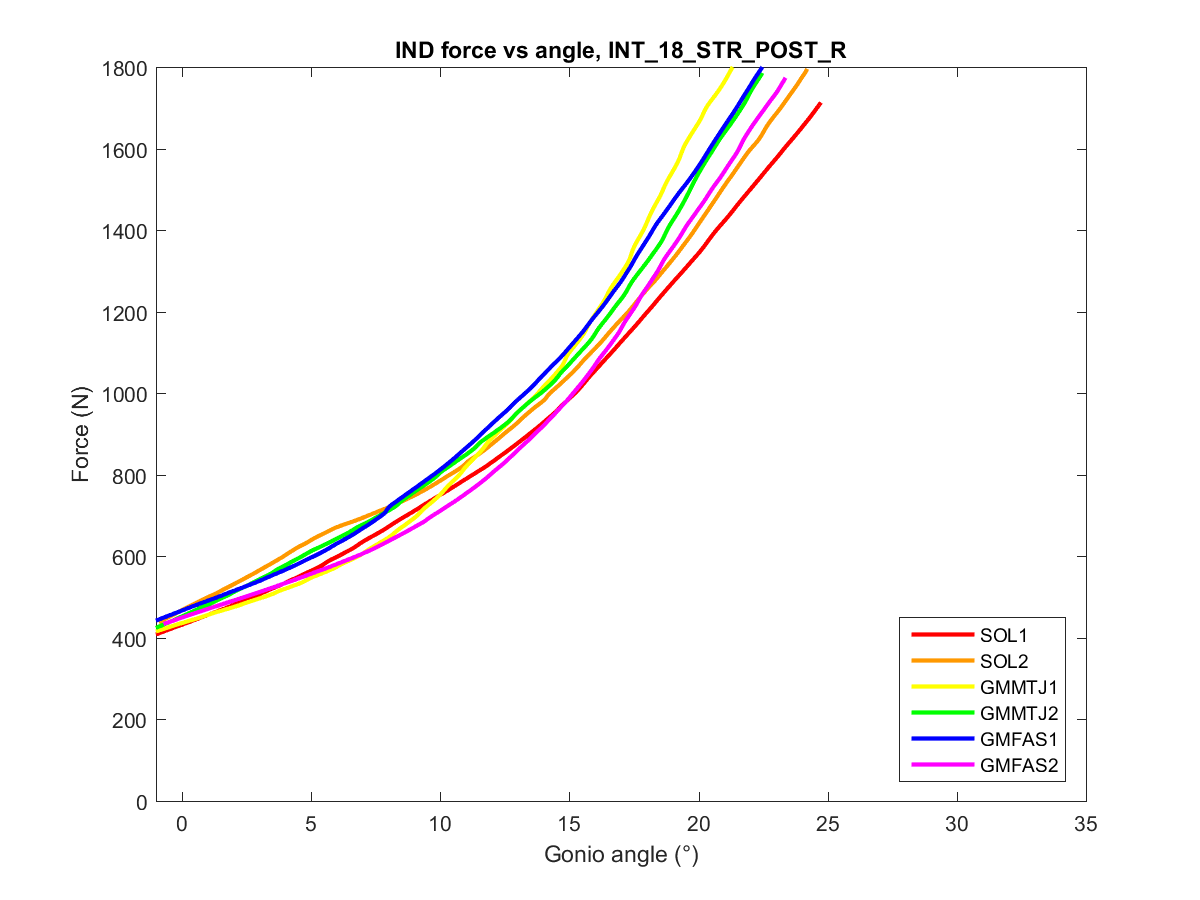 IND force vs angle, INT_18_STR_POST_R
1800
1600
1400
1200
1000
800
600
400
200
0
Force (N)
0 5 10 15 20 25 30 35
Gonio angle (°)
SOL1
SOL2
GMMTJ1
GMMTJ2
GMFAS1
GMFAS2